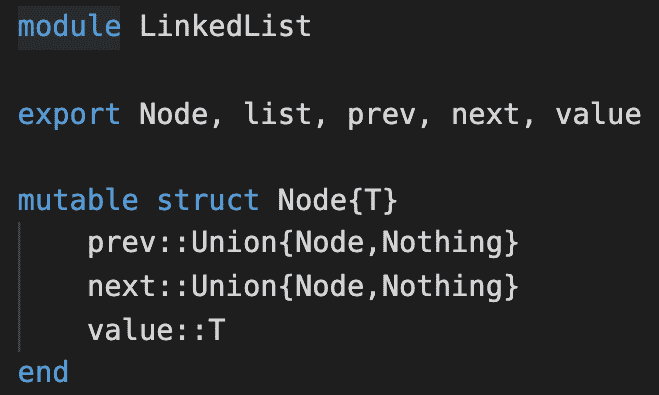 module LinkedList
export Node, list, prev, next, value
mutable struct Node{T}
    prev::Union{Node,Nothing}
    next::Union{Node,Nothing}
    value::T
end